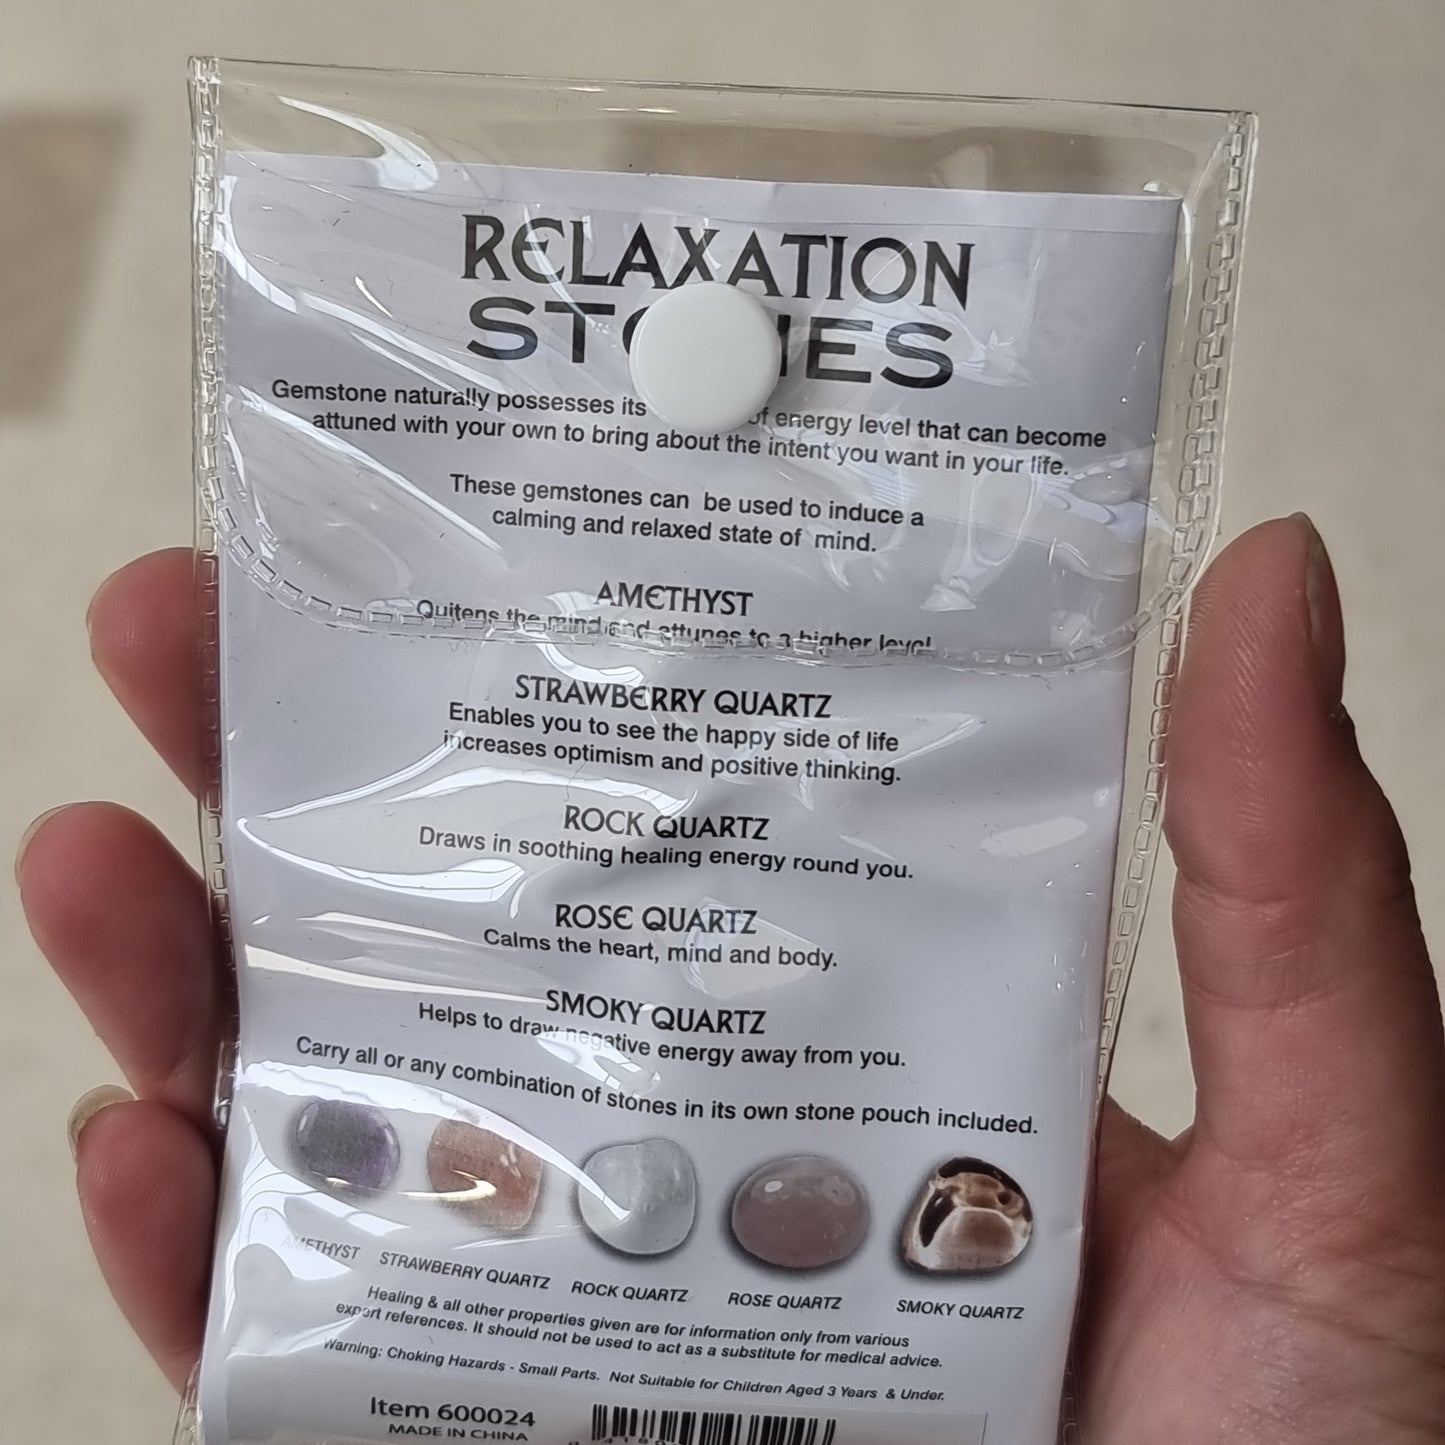 RELAXATION
STONES
Gemstone naturally possesses its of energy level that can become
attuned with your own to bring about the intent you want in your life.
These gemstones can be used to induce a
calming and relaxed state of mind.
AMETHYST
Quitens the mind and attunes to a higher level
STRAWBERRY QUARTZ
Enables you to see the happy side of life
increases optimism and positive thinking.
ROCK QUARTZ
Draws in soothing healing energy round you.
ROSE QUARTZ
Calms the heart, mind and body.
SMOKY QUARTZ
Helps to draw negative energy away from you.
Carry all or any combination of stones in its own stone pouch included.
AMETHYST STRAWBERRY QUARTZ ROCK QUARTZ ROSE QUARTZ SMOKY QUARTZ
Healing & all other properties given are for information only from various
expert references. It should not be used to act as a substitute for medical advice.
Warning: Choking Hazards - Small Parts. Not Suitable for Children Aged 3 Years & Under.
Item 600024
MADE IN CHINA